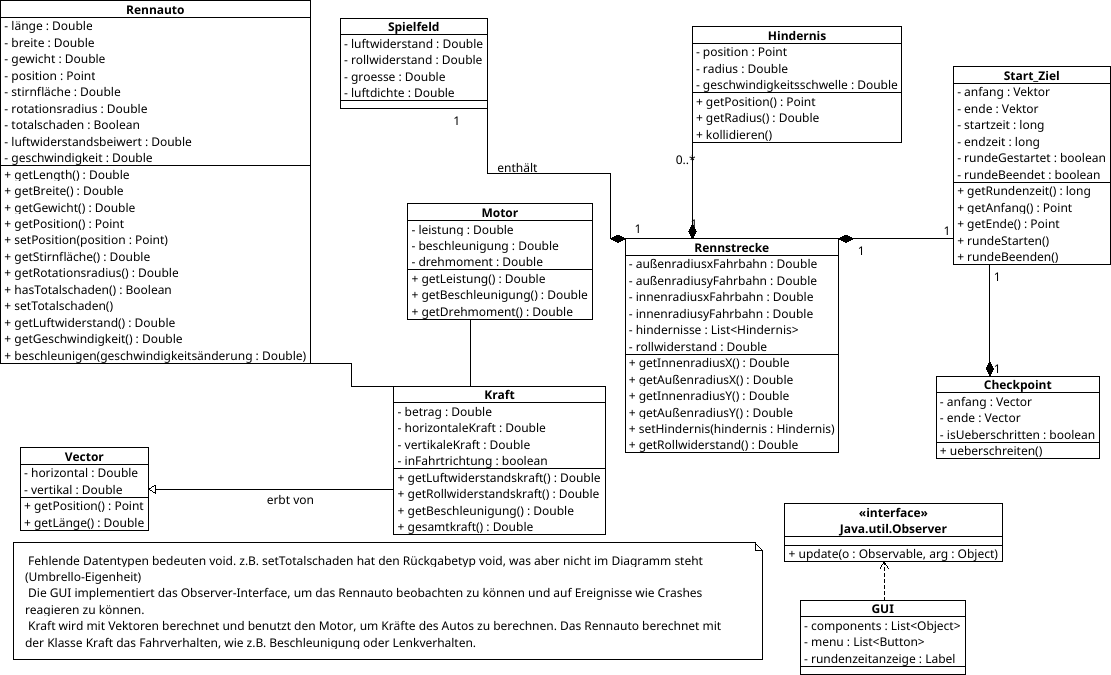 Rennauto
- länge : Double
- breite : Double
- gewicht : Double
- position : Point
- stirnfläche : Double
- rotationsradius : Double
- totalschaden : Boolean
- luftwiderstandsbeiwert : Double
- geschwindigkeit : Double
+ getLength() : Double
+ getBreite() : Double
+ getGewicht() : Double
+ getPosition() : Point
+ setPosition(position : Point)
+ getStirnfläche() : Double
+ getRotationsradius() : Double
+ hasTotalschaden() : Boolean
+ setTotalschaden()
+ getLuftwiderstand() : Double
+ getGeschwindigkeit() : Double
+ beschleunigen(geschwindigkeitsänderung : Double)
Spielfeld
- luftwiderstand : Double
- rollwiderstand : Double
- groesse : Double
- luftdichte : Double
1
enthält
1
Hindernis
- position : Point
- radius : Double
- geschwindigkeitsschwelle : Double
+ getPosition() : Point
+ getRadius() : Double
+ kollidieren()
0..*
1
Start_Ziel
- anfang : Vektor
- ende : Vektor
- startzeit : long
- endzeit : long
- rundeGestartet : boolean
- rundeBeendet : boolean
+ getRundenzeit() : long
+ getAnfang() : Point
+ getEnde() : Point
+ rundeStarten()
+ rundeBeenden()
1
1
1
1
Motor
- leistung : Double
- beschleunigung : Double
- drehmoment : Double
+ getLeistung() : Double
+ getBeschleunigung() : Double
+ getDrehmoment() : Double
Rennstrecke
- außenradiusxFahrbahn : Double
- außenradiusyFahrbahn : Double
- innenradiusxFahrbahn : Double
- innenradiusyFahrbahn : Double
- hindernisse : List<Hindernis>
- rollwiderstand : Double
+ getInnenradiusX() : Double
+ getAußenradiusX() : Double
+ getInnenradiusY() : Double
+ getAußenradiusY() : Double
+ setHindernis(hindernis : Hindernis)
+ getRollwiderstand() : Double
Checkpoint
- anfang : Vector
- ende : Vector
- isUeberschritten : boolean
+ ueberschreiten()
Kraft
- betrag : Double
- horizontaleKraft : Double
- vertikaleKraft : Double
- inFahrtrichtung : boolean
+ getLuftwiderstandskraft() : Double
+ getRollwiderstandskraft() : Double
+ getBeschleunigung() : Double
+ gesamtkraft() : Double
Vector
- horizontal : Double
- vertikal : Double
+ getPosition() : Point
+ getLänge() : Double
erbt von
«interface»
Java.util.Observer
+ update(o : Observable, arg : Object)
GUI
- components : List<Object>
- menu : List<Button>
- rundenzeitanzeige : Label
Fehlende Datentypen bedeuten void. z.B. setTotalschaden hat den Rückgabetyp void, was aber nicht im Diagramm steht
(Umbrello-Eigenheit)
Die GUI implementiert das Observer-Interface, um das Rennauto beobachten zu können und auf Ereignisse wie Crashes
reagieren zu können.
Kraft wird mit Vektoren berechnet und benutzt den Motor, um Kräfte des Autos zu berechnen. Das Rennauto berechnet mit
der Klasse Kraft das Fahrverhalten, wie z.B. Beschleunigung oder Lenkverhalten.